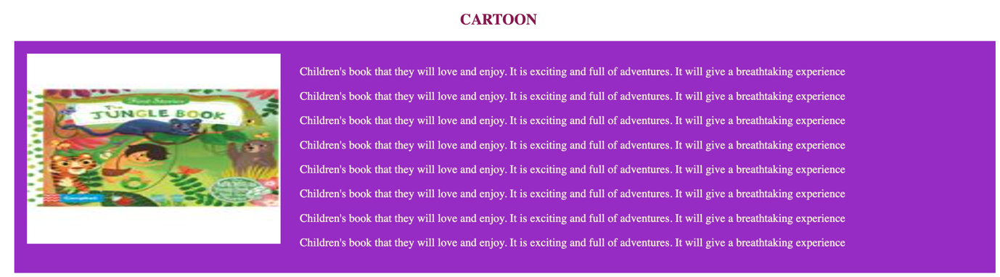 CARTOON
First Stories
The
JUNGLE BOOK
Campbell
Children's book that they will love and enjoy. It is exciting and full of adventures. It will give a breathtaking experience
Children's book that they will love and enjoy. It is exciting and full of adventures. It will give a breathtaking experience
Children's book that they will love and enjoy. It is exciting and full of adventures. It will give a breathtaking experience
Children's book that they will love and enjoy. It is exciting and full of adventures. It will give a breathtaking experience
Children's book that they will love and enjoy. It is exciting and full of adventures. It will give a breathtaking experience
Children's book that they will love and enjoy. It is exciting and full of adventures. It will give a breathtaking experience
Children's book that they will love and enjoy. It is exciting and full of adventures. It will give a breathtaking experience
Children's book that they will love and enjoy. It is exciting and full of adventures. It will give a breathtaking experience